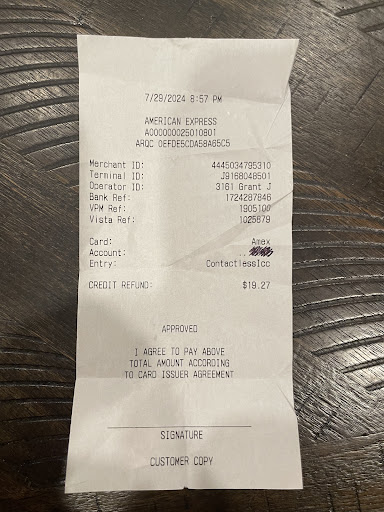 7/29/2024 8:57 PM
AMERICAN EXPRESS
A000000025010801
ARQC 0EFDE5CDA58A65C5
Merchant ID: 4445034795310
Terminal ID: J9168048501
Operator ID: 3161 Grant J
Bank Ref: 1724287846
VPM Ref: 1905100
Vista Ref: 1025879
Card: Amex
Account: ..
Entry: ContactlessIcc
CREDIT REFUND: $19.27
APPROVED
I AGREE TO PAY ABOVE
TOTAL AMOUNT ACCORDING
TO CARD ISSUER AGREEMENT
SIGNATURE
CUSTOMER COPY